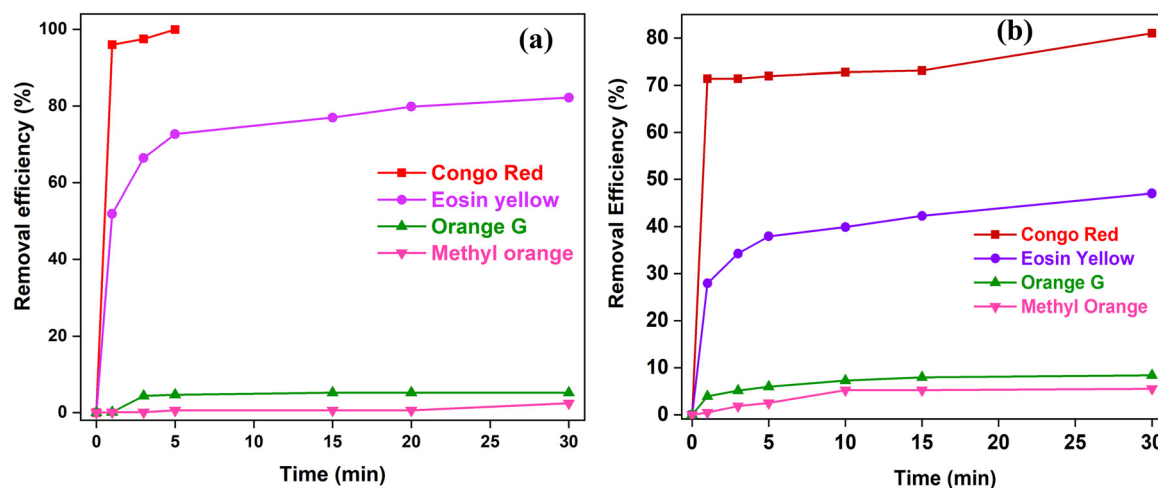 (a)
Removal efficiency (%)
100
80
60
40
20
0
Congo Red
Eosin yellow
Orange G
Methyl orange
0 5 10 15 20 25 30
Time (min)
(b)
Removal Efficiency (%)
80
70
60
50
40
30
20
10
0
Congo Red
Eosin Yellow
Orange G
Methyl Orange
0 5 10 15 20 25 30
Time (min)